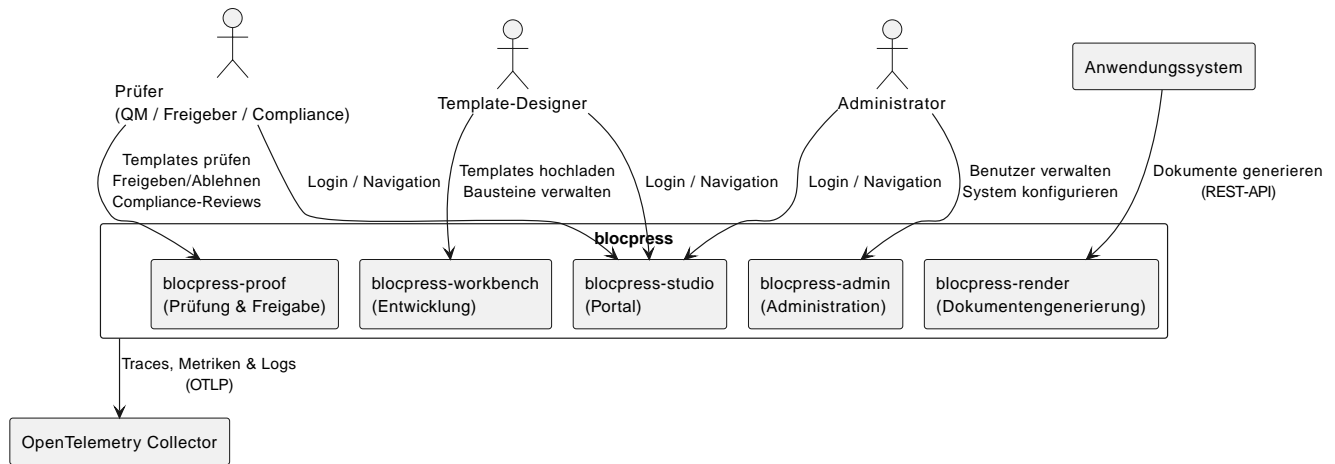 Prüfer
(QM / Freigeber / Compliance)
Template-Designer
Administrator
Anwendungssystem
Templates prüfen
Freigeben/Ablehnen
Compliance-Reviews
Login / Navigation
Templates hochladen
Bausteine verwalten
Login / Navigation
Login / Navigation
Benutzer verwalten
System konfigurieren
Dokumente generieren
(REST-API)
blocpress
blocpress-proof
(Prüfung & Freigabe)
blocpress-workbench
(Entwicklung)
blocpress-studio
(Portal)
blocpress-admin
(Administration)
blocpress-render
(Dokumentengenerierung)
Traces, Metriken & Logs
(OTLP)
OpenTelemetry Collector